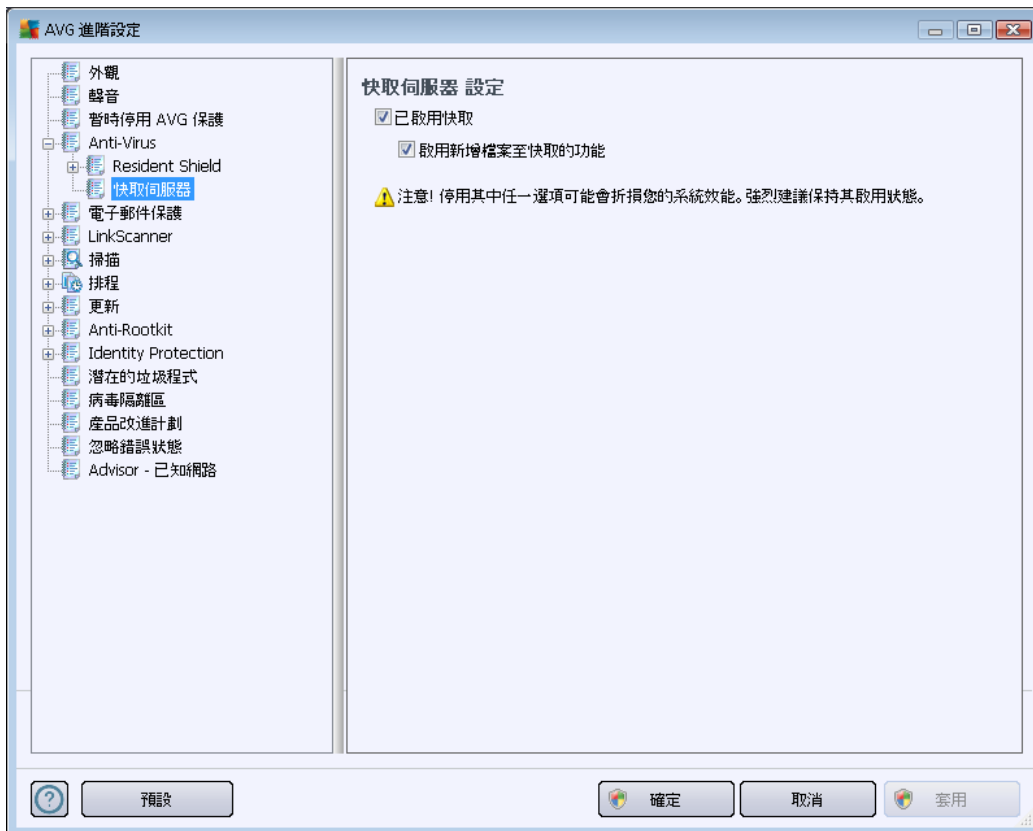 AVG 進階設定
外觀
聲音
暫時停用 AVG 保護
Anti-Virus
Resident Shield
快取伺服器
電子郵件保護
LinkScanner
掃描
排程
更新
Anti-Rootkit
Identity Protection
潛在的垃圾程式
病毒隔離區
產品改進計劃
忽略錯誤狀態
Advisor - 已知網路
快取伺服器 設定
已啟用快取
啟用新增檔案至快取的功能
注意! 停用其中任一選項可能會折損您的系統效能。強烈建議保持其啟用狀態。
預設
確定
取消
套用